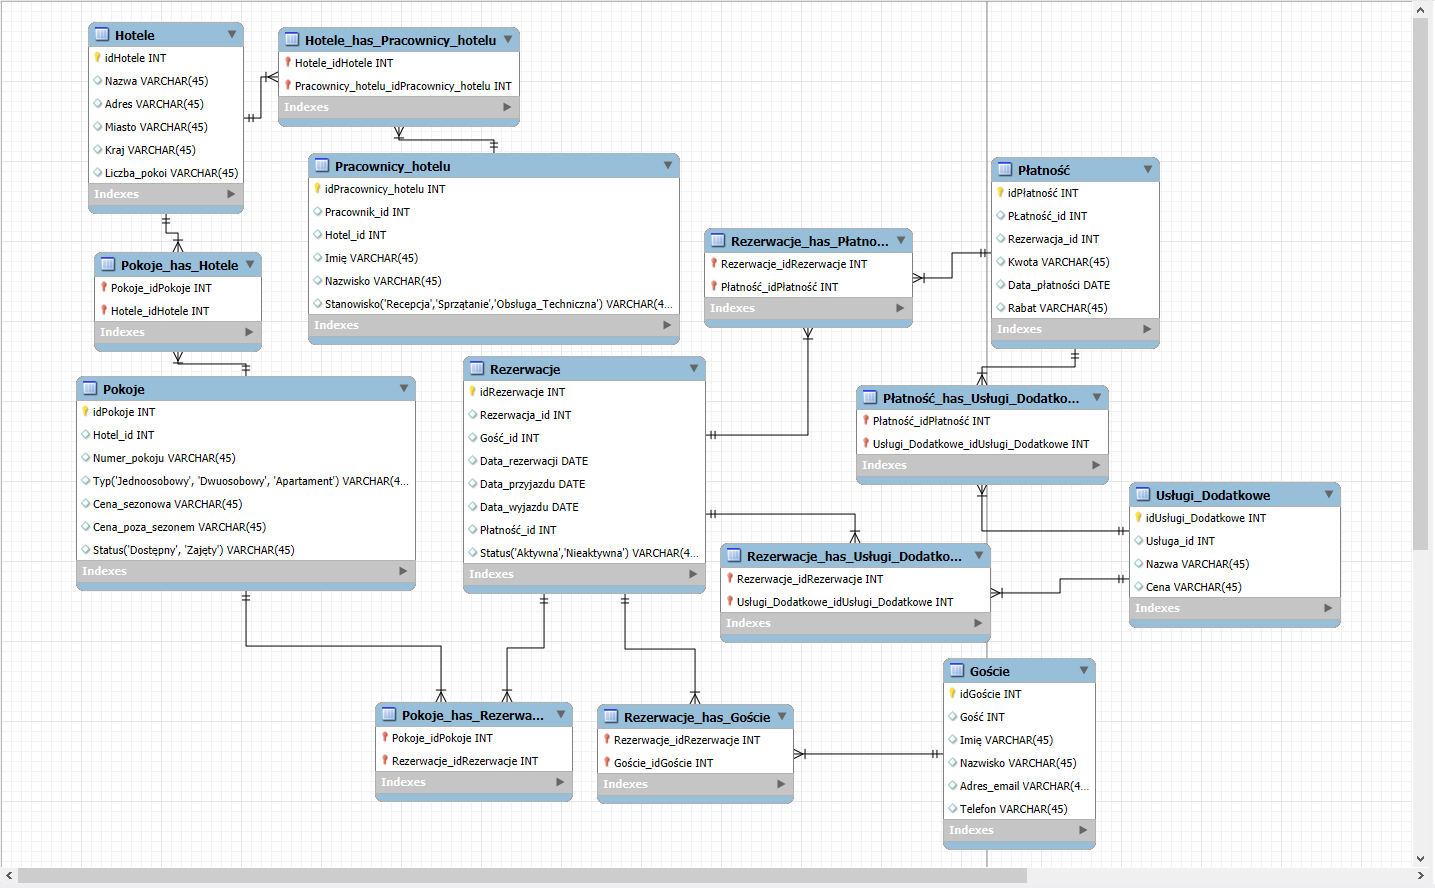 Hotele
idHotele INT
Nazwa VARCHAR(45)
Adres VARCHAR(45)
Miasto VARCHAR(45)
Kraj VARCHAR(45)
Liczba_pokoi VARCHAR(45)
Indexes
Hotele_has_Pracownicy_hotelu
Hotele_idHotele INT
Pracownicy_hotelu_idPracownicy_hotelu INT
Indexes
Pracownicy_hotelu
idPracownicy_hotelu INT
Pracownik_id INT
Hotel_id INT
Imię VARCHAR(45)
Nazwisko VARCHAR(45)
Stanowisko('Recepcja','Sprzątanie','Obsługa_Techniczna') VARCHAR(4...
Indexes
Płatność
idPłatność INT
PŁatność_id INT
Rezerwacja_id INT
Kwota VARCHAR(45)
Data_płatności DATE
Rabat VARCHAR(45)
Indexes
Rezerwacje_has_Płatno...
Rezerwacje_idRezerwacje INT
Płatność_idPłatność INT
Indexes
Pokoje_has_Hotele
Pokoje_idPokoje INT
Hotele_idHotele INT
Indexes
Pokoje
idPokoje INT
Hotel_id INT
Numer_pokoju VARCHAR(45)
Typ('Jednoosobowy', 'Dwuosobowy', 'Apartament') VARCHAR(4...
Cena_sezonowa VARCHAR(45)
Cena_poza_sezonem VARCHAR(45)
Status('Dostępny', 'Zajęty') VARCHAR(45)
Indexes
Rezerwacje
idRezerwacje INT
Rezerwacja_id INT
Gość_id INT
Data_rezerwacji DATE
Data_przyjazdu DATE
Data_wyjazdu DATE
Płatność_id INT
Status('Aktywna','Nieaktywna') VARCHAR(4...
Indexes
Płatność_has_Usługi_Dodatko...
Płatność_idPłatność INT
Usługi_Dodatkowe_idUsługi_Dodatkowe INT
Indexes
Usługi_Dodatkowe
idUsługi_Dodatkowe INT
Usługa_id INT
Nazwa VARCHAR(45)
Cena VARCHAR(45)
Indexes
Rezerwacje_has_Usługi_Dodatko...
Rezerwacje_idRezerwacje INT
Usługi_Dodatkowe_idUsługi_Dodatkowe INT
Indexes
Pokoje_has_Rezerwa...
Pokoje_idPokoje INT
Rezerwacje_idRezerwacje INT
Indexes
Rezerwacje_has_Goście
Rezerwacje_idRezerwacje INT
Goście_idGoście INT
Indexes
Goście
idGoście INT
Gość INT
Imię VARCHAR(45)
Nazwisko VARCHAR(45)
Adres_email VARCHAR(4...
Telefon VARCHAR(45)
Indexes